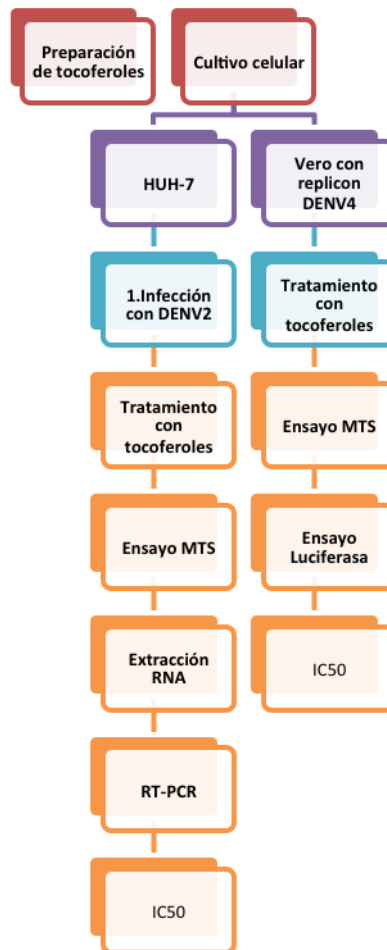 Preparación
de tocoferoles
Cultivo celular
HUH-7
Vero con
replicon
DENV4
1.Infección
con DENV2
Tratamiento
con
tocoferoles
Tratamiento
con
tocoferoles
Ensayo MTS
Ensayo MTS
Ensayo
Luciferasa
Extracción
RNA
IC50
RT-PCR
IC50